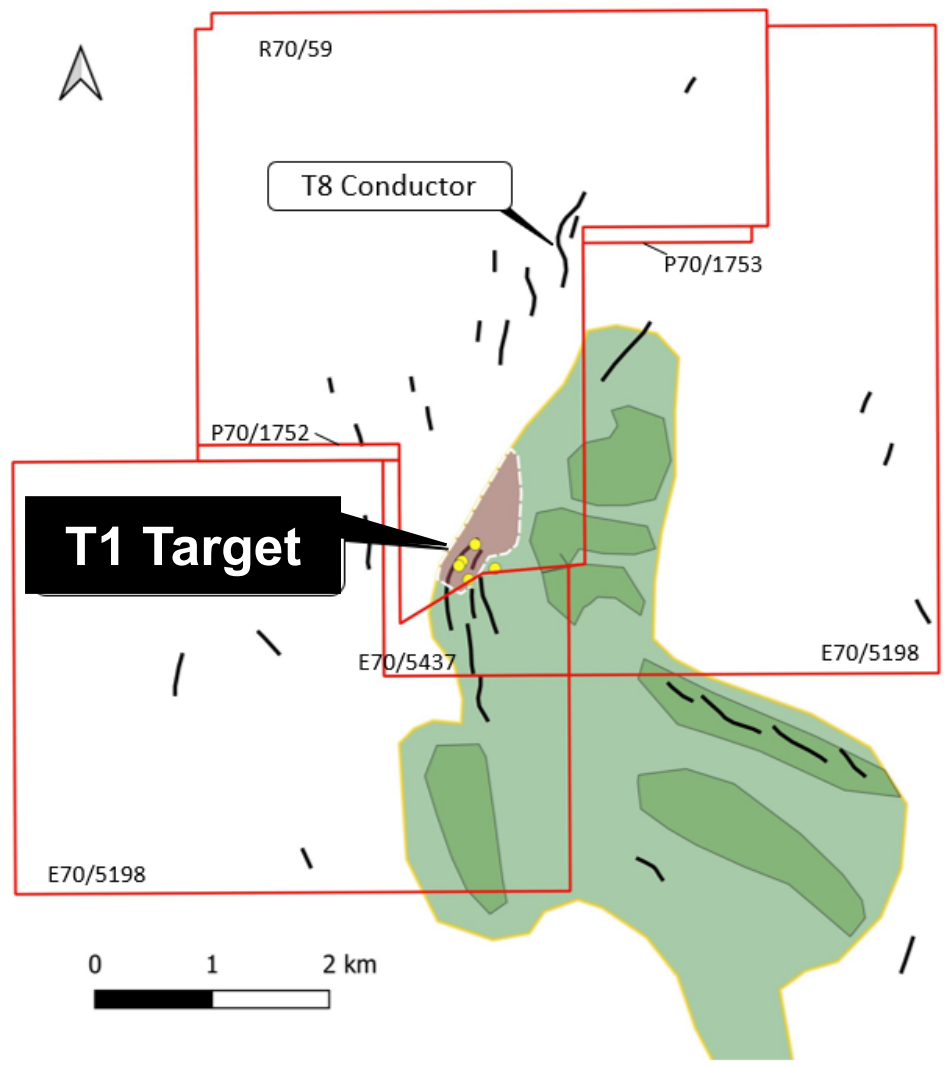 R70/59
T8 Conductor
P70/1753
P70/1752
T1 Target
E70/5437
E70/5198
E70/5198
0 1 2 km